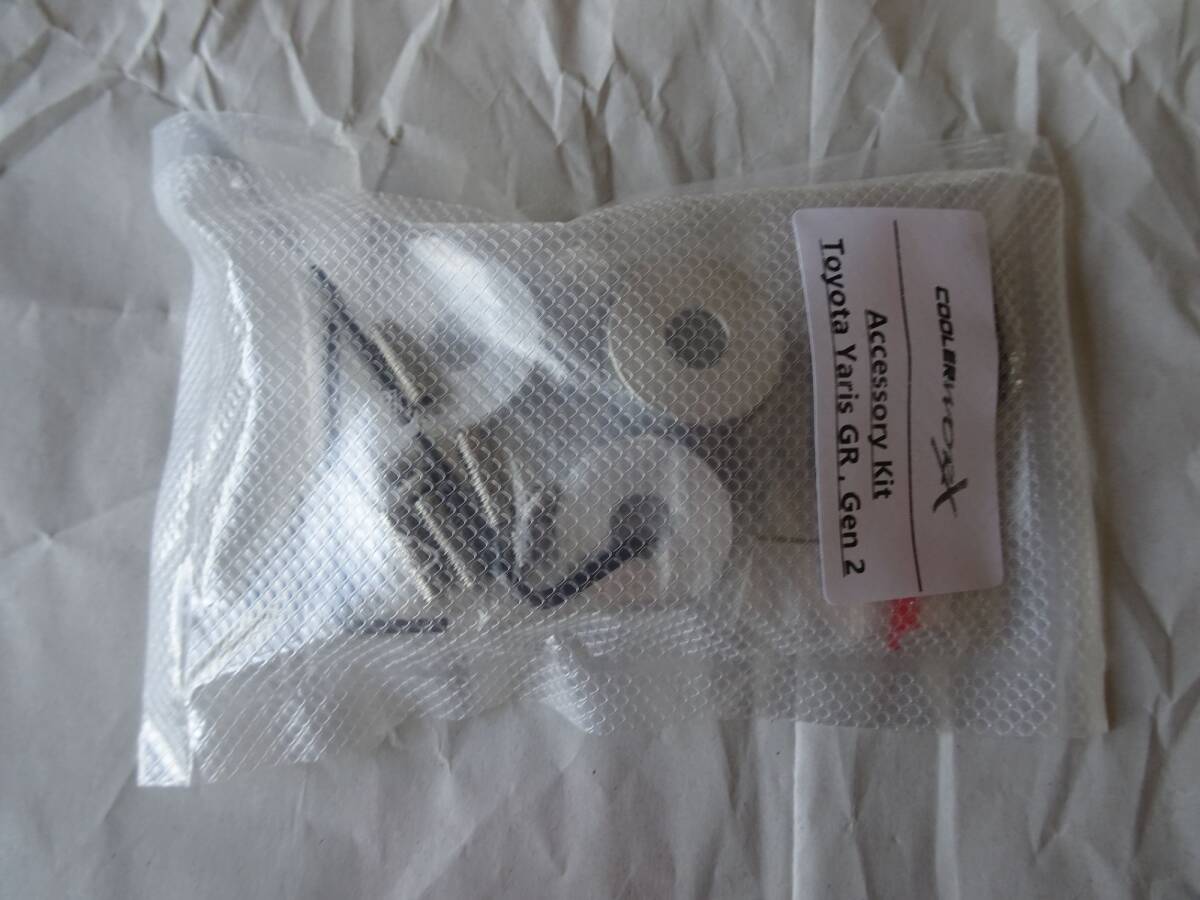 COOLERWORX
Accessory Kit
Toyota Yaris GR , Gen 2